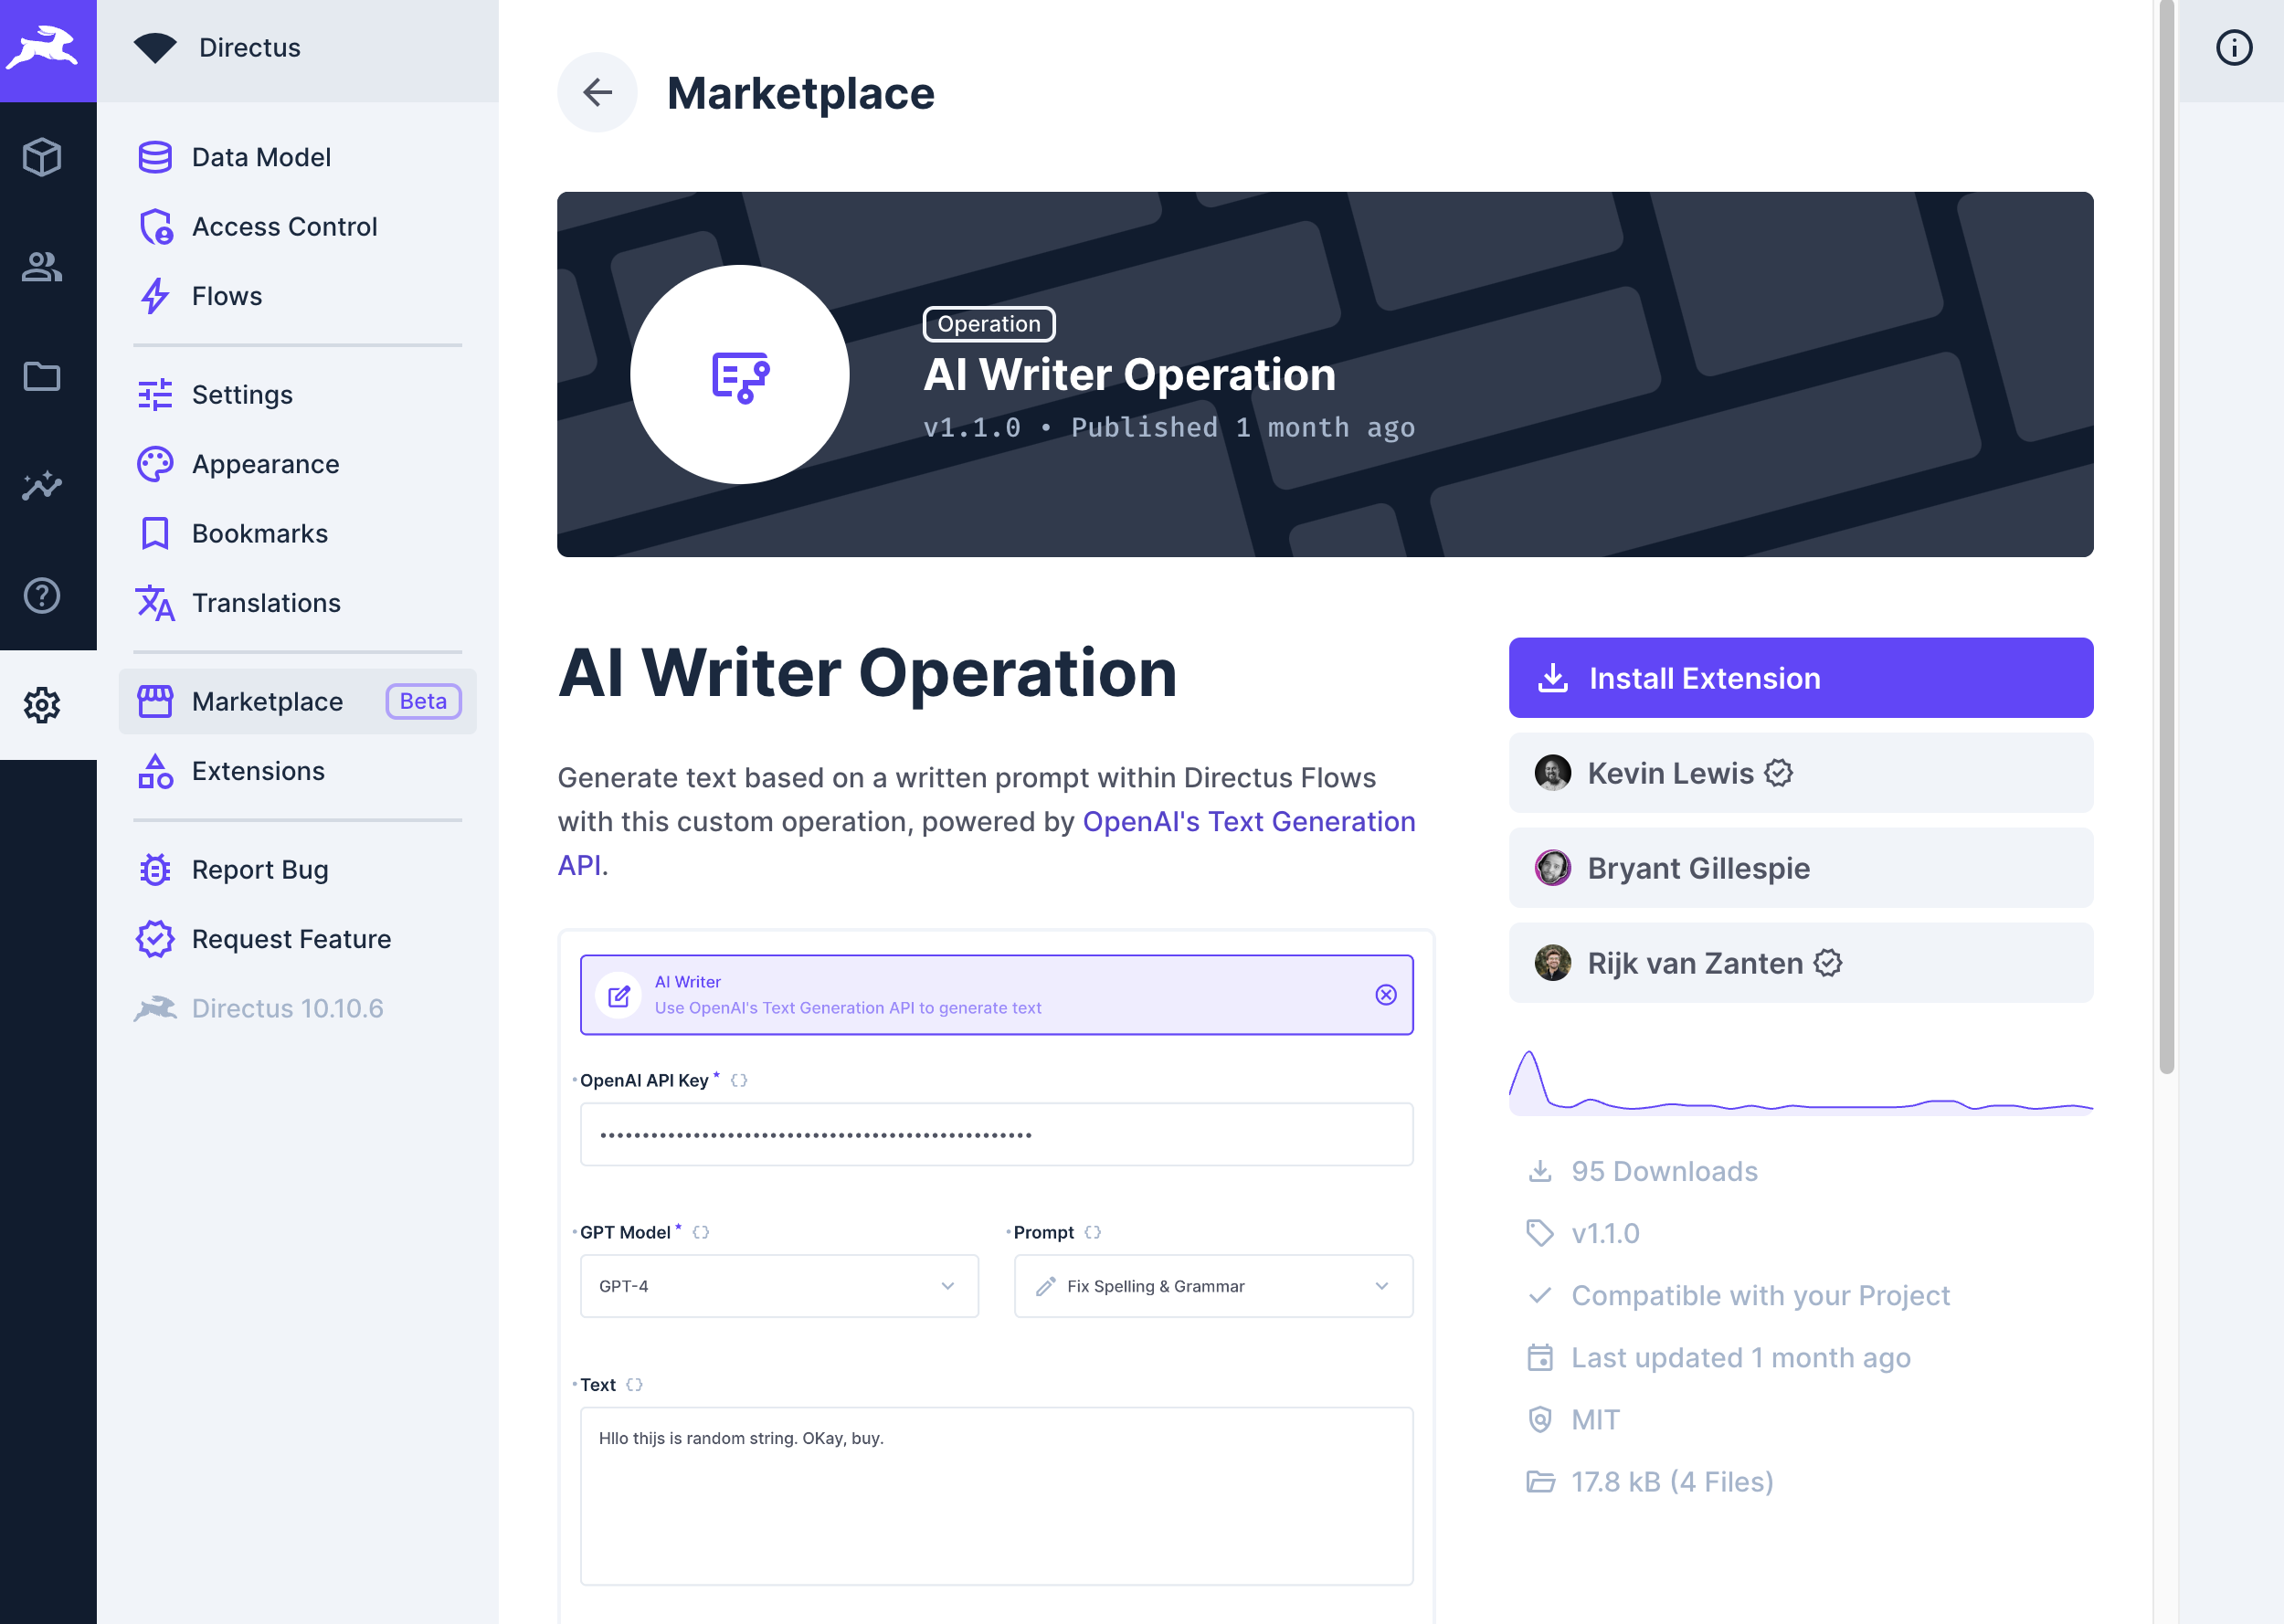 Directus
Data Model
Access Control
Flows
Settings
Appearance
Bookmarks
Translations
Marketplace Beta
Extensions
Report Bug
Request Feature
Directus 10.10.6
Marketplace
Operation
AI Writer Operation
v1.1.0 • Published 1 month ago
AI Writer Operation
Generate text based on a written prompt within Directus Flows
with this custom operation, powered by OpenAI's Text Generation
API.
AI Writer
Use OpenAI's Text Generation API to generate text
OpenAI API Key *
GPT Model * Prompt
GPT-4 Fix Spelling & Grammar
Text
Hllo thijs is random string. OKay, buy.
Install Extension
Kevin Lewis
Bryant Gillespie
Rijk van Zanten
95 Downloads
v1.1.0
Compatible with your Project
Last updated 1 month ago
MIT
17.8 kB (4 Files)